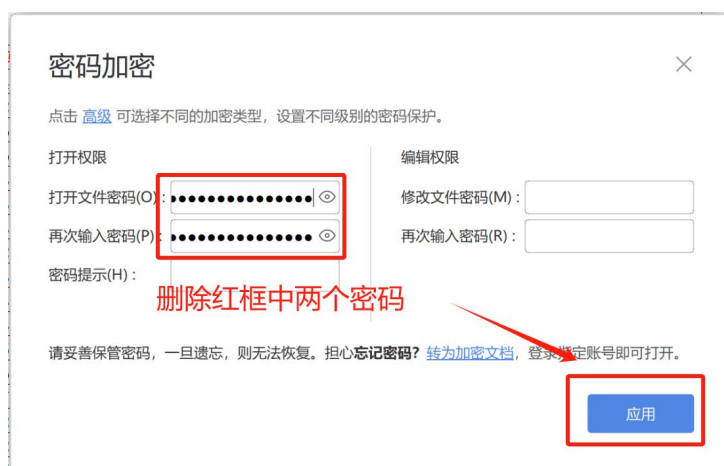 密码加密
点击 高级 可选择不同的加密类型，设置不同级别的密码保护。
打开权限
编辑权限
打开文件密码(O)：
修改文件密码(M)：
再次输入密码(P)：
再次输入密码(R)：
密码提示(H)：
删除红框中两个密码
请妥善保管密码，一旦遗忘，则无法恢复。担心忘记密码？转为加密文档，登录指定账号即可打开。
应用